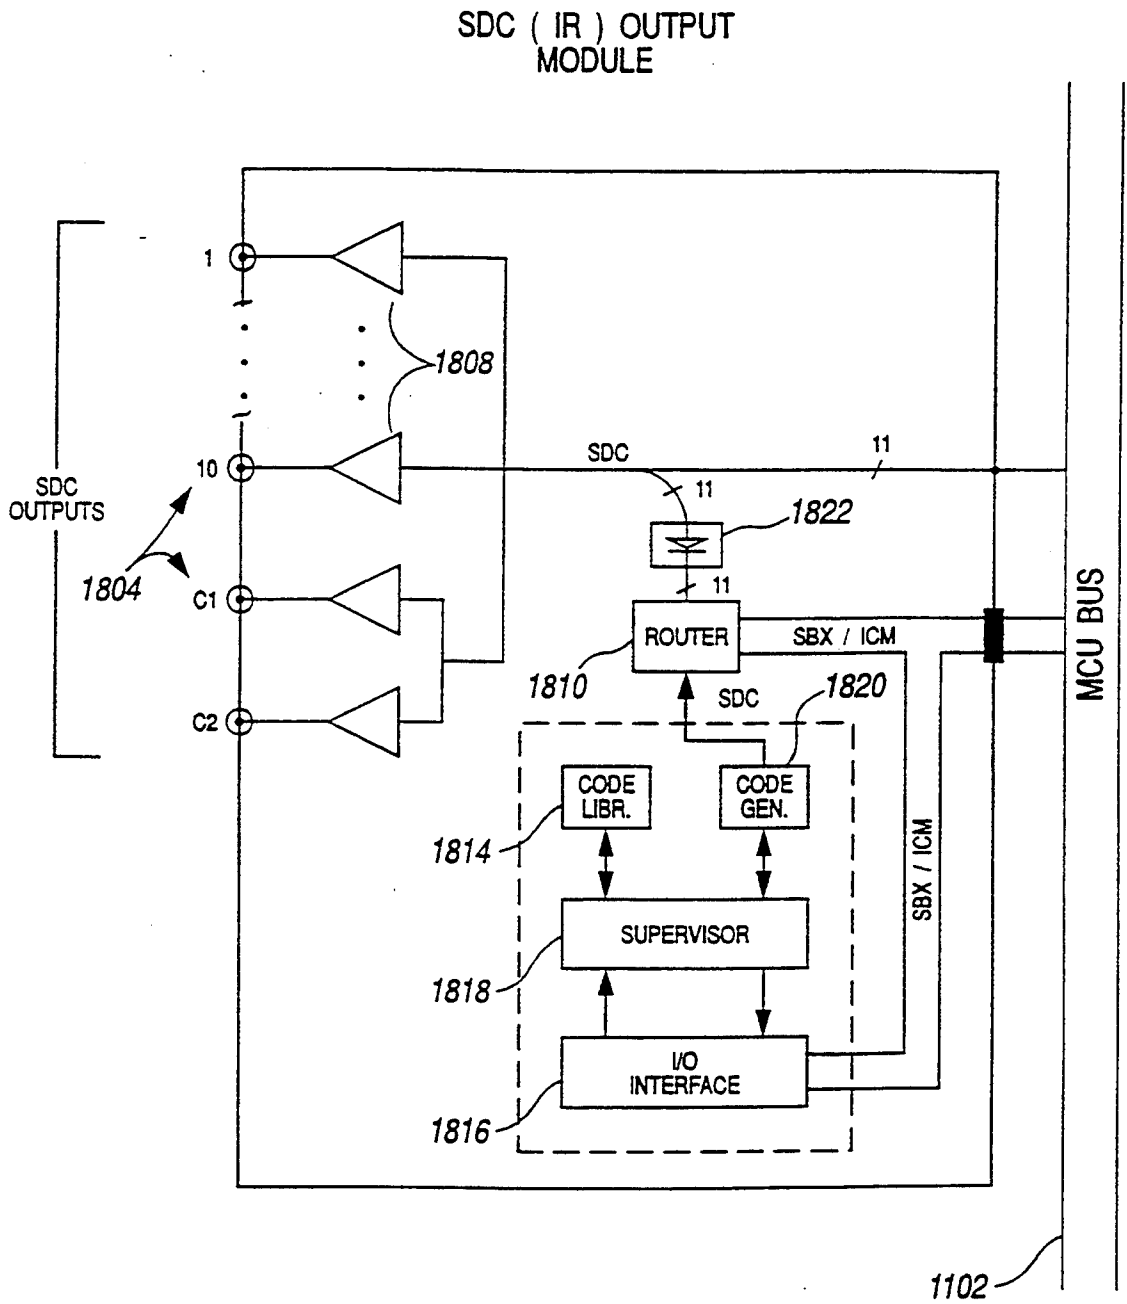 SDC ( IR ) OUTPUT
MODULE
1
1808
10
SDC
11
11
SDC
OUTPUTS
1822
1804
C1
11
ROUTER
SBX / ICM
MCU BUS
1810
1820
C2
SDC
CODE
LIBR.
CODE
GEN.
1814
SBX / ICM
SUPERVISOR
1818
I/O
INTERFACE
1816
1102